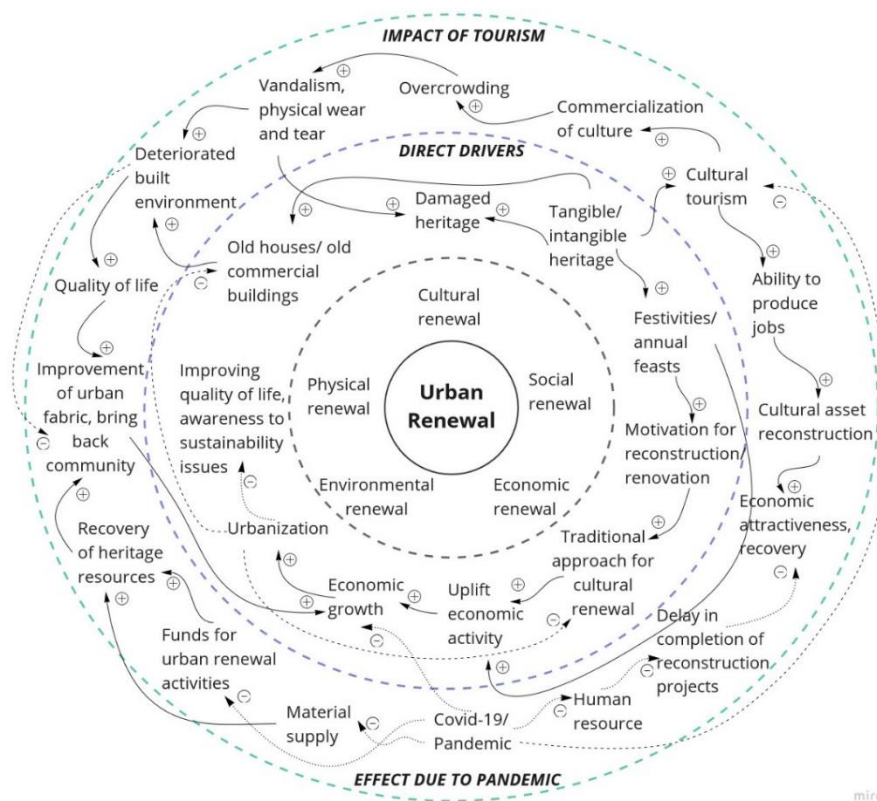 IMPACT OF TOURISM
Vandalism,
physical wear
and tear
Overcrowding
Commercialization
of culture
DIRECT DRIVERS
Deteriorated
built
environment
Damaged
heritage
Cultural
tourism
Tangible/
intangible
heritage
Old houses/ old
commercial
buildings
Quality of life
Ability to
produce
jobs
Cultural
renewal
Festivities/
annual
feasts
Improvement
of urban
fabric, bring
back
community
Improving
quality of life,
awareness to
sustainability
issues
Physical
renewal
Urban
Renewal
Social
renewal
Cultural asset
reconstruction
Motivation for
reconstruction/
renovation
Environmental
renewal
Economic
renewal
Economic
attractiveness,
recovery
Recovery
of heritage
resources
Urbanization
Traditional
approach for
cultural
renewal
Economic
growth
Uplift
economic
activity
Funds for
urban renewal
activities
Delay in
completion of
reconstruction
projects
Material
supply
Covid-19/
Pandemic
Human
resource
EFFECT DUE TO PANDEMIC